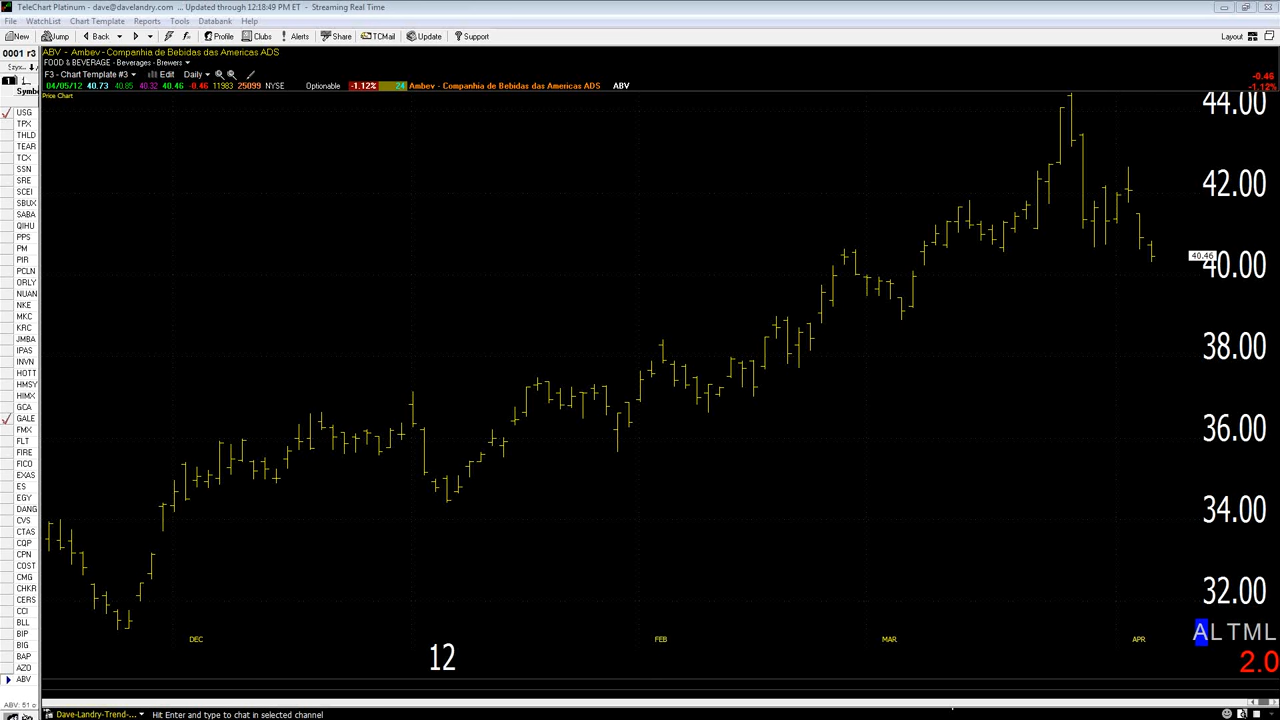 TeleChart Platinum - dave@davelandry.com ... Updated through 12:18:49 PM ET - Streaming Real Time
File WatchList Chart Template Reports Tools Databank Help
New Jump Back Profile Clubs Alerts Share TCMail Update Support Layout
0001 r3 ABV - Ambev - Companhia de Bebidas das Americas ADS
FOOD & BEVERAGE - Beverages - Brewers
F3 - Chart Template #3 Edit Daily
1
04/05/12 40.73 40.85 40.32 40.46 -0.46 11983 25099 NYSE Optionable -1.12% 24 Ambev - Companhia de Bebidas das Americas ADS ABV
-0.46
-1.12%
Symb
Price Chart
44.00
42.00
40.46
40.00
38.00
36.00
34.00
32.00
USG
TPX
THLD
TEAR
TCX
SSN
SRE
SCEI
SBUX
SABA
QIHU
PPS
PM
PIR
PCLN
ORLY
NUAN
NKE
MKC
KRC
JMBA
IPAS
INVN
HOTT
HMSY
HIMX
GCA
GALE
FMX
FLT
FIRE
FICO
EXAS
ES
EGY
DANG
CVS
CTAS
CQP
CPN
COST
CMG
CHKR
CERS
CCI
BLL
BIP
BIG
BAP
AZO
ABV
DEC 12 FEB MAR APR
ALTML
2.0
ABV: 51 o
Dave-Landry-Trend-... Hit Enter and type to chat in selected channel